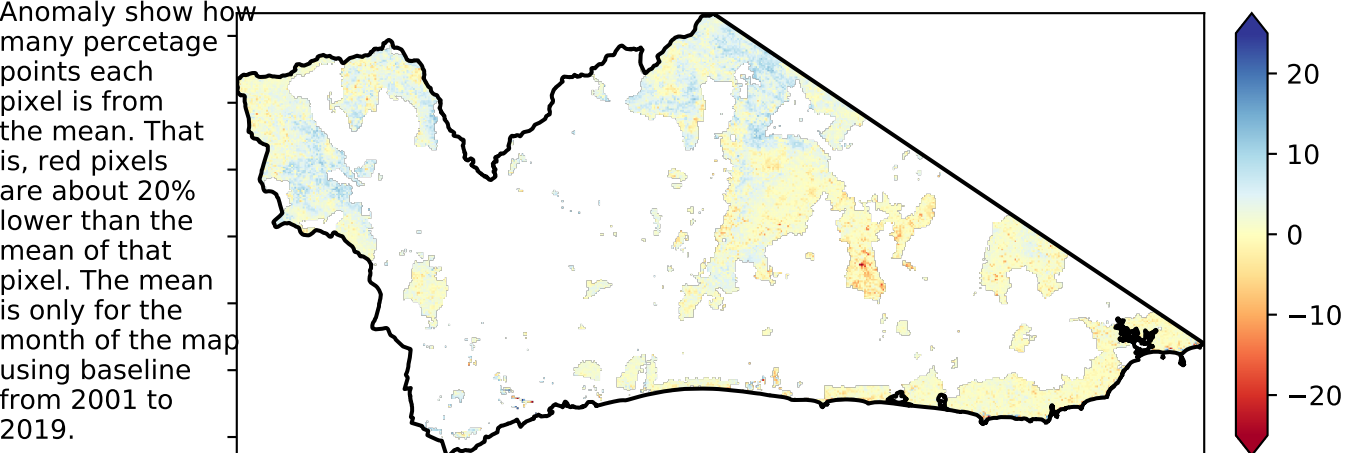 Anomaly show how
many percetage
points each
pixel is from
the mean. That
is, red pixels
are about 20%
lower than the
mean of that
pixel. The mean
is only for the
month of the map
using baseline
from 2001 to
2019.
20
10
0
−10
−20